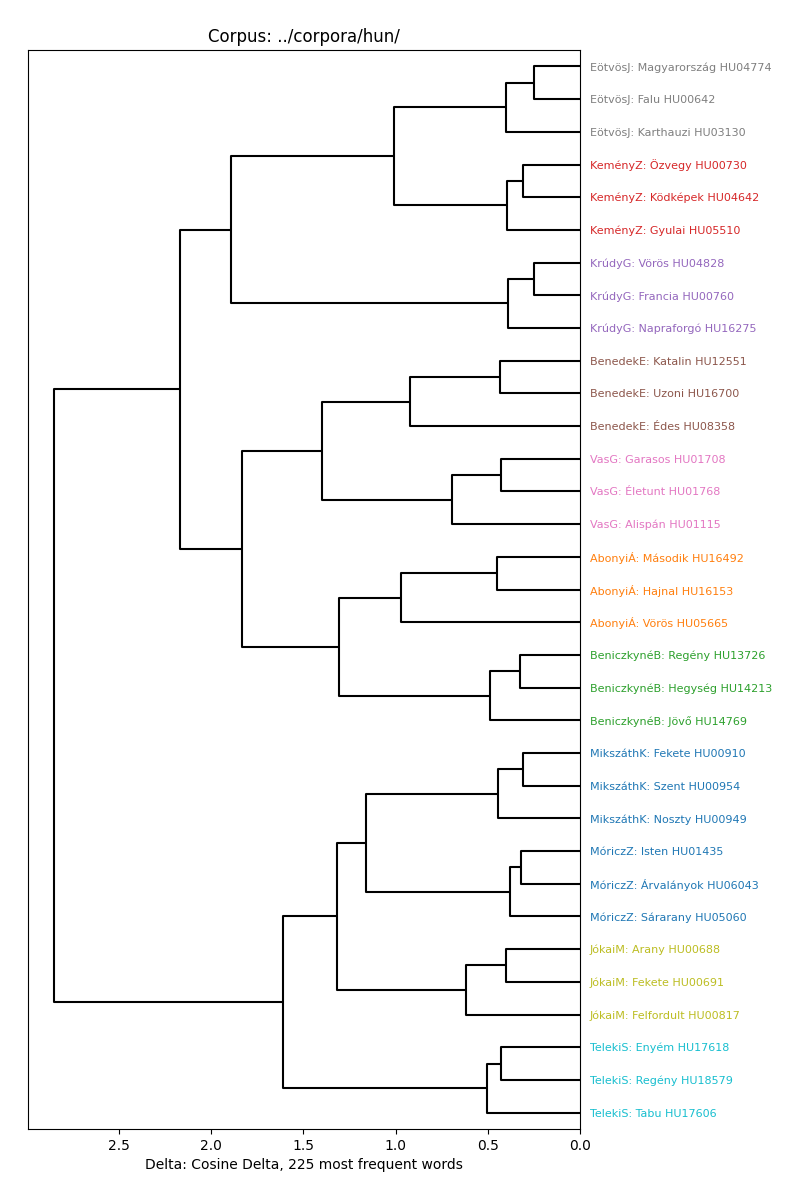 Corpus: ../corpora/hun/
EötvösJ: Magyarország HU04774
EötvösJ: Falu HU00642
EötvösJ: Karthauzi HU03130
KeményZ: Özvegy HU00730
KeményZ: Ködképek HU04642
KeményZ: Gyulai HU05510
KrúdyG: Vörös HU04828
KrúdyG: Francia HU00760
KrúdyG: Napraforgó HU16275
BenedekE: Katalin HU12551
BenedekE: Uzoni HU16700
BenedekE: Édes HU08358
VasG: Garasos HU01708
VasG: Életunt HU01768
VasG: Alispán HU01115
AbonyiÁ: Második HU16492
AbonyiÁ: Hajnal HU16153
AbonyiÁ: Vörös HU05665
BeniczkynéB: Regény HU13726
BeniczkynéB: Hegység HU14213
BeniczkynéB: Jövő HU14769
MikszáthK: Fekete HU00910
MikszáthK: Szent HU00954
MikszáthK: Noszty HU00949
MóriczZ: Isten HU01435
MóriczZ: Árvalányok HU06043
MóriczZ: Sárarany HU05060
JókaiM: Arany HU00688
JókaiM: Fekete HU00691
JókaiM: Felfordult HU00817
TelekiS: Enyém HU17618
TelekiS: Regény HU18579
TelekiS: Tabu HU17606
2.5 2.0 1.5 1.0 0.5 0.0
Delta: Cosine Delta, 225 most frequent words